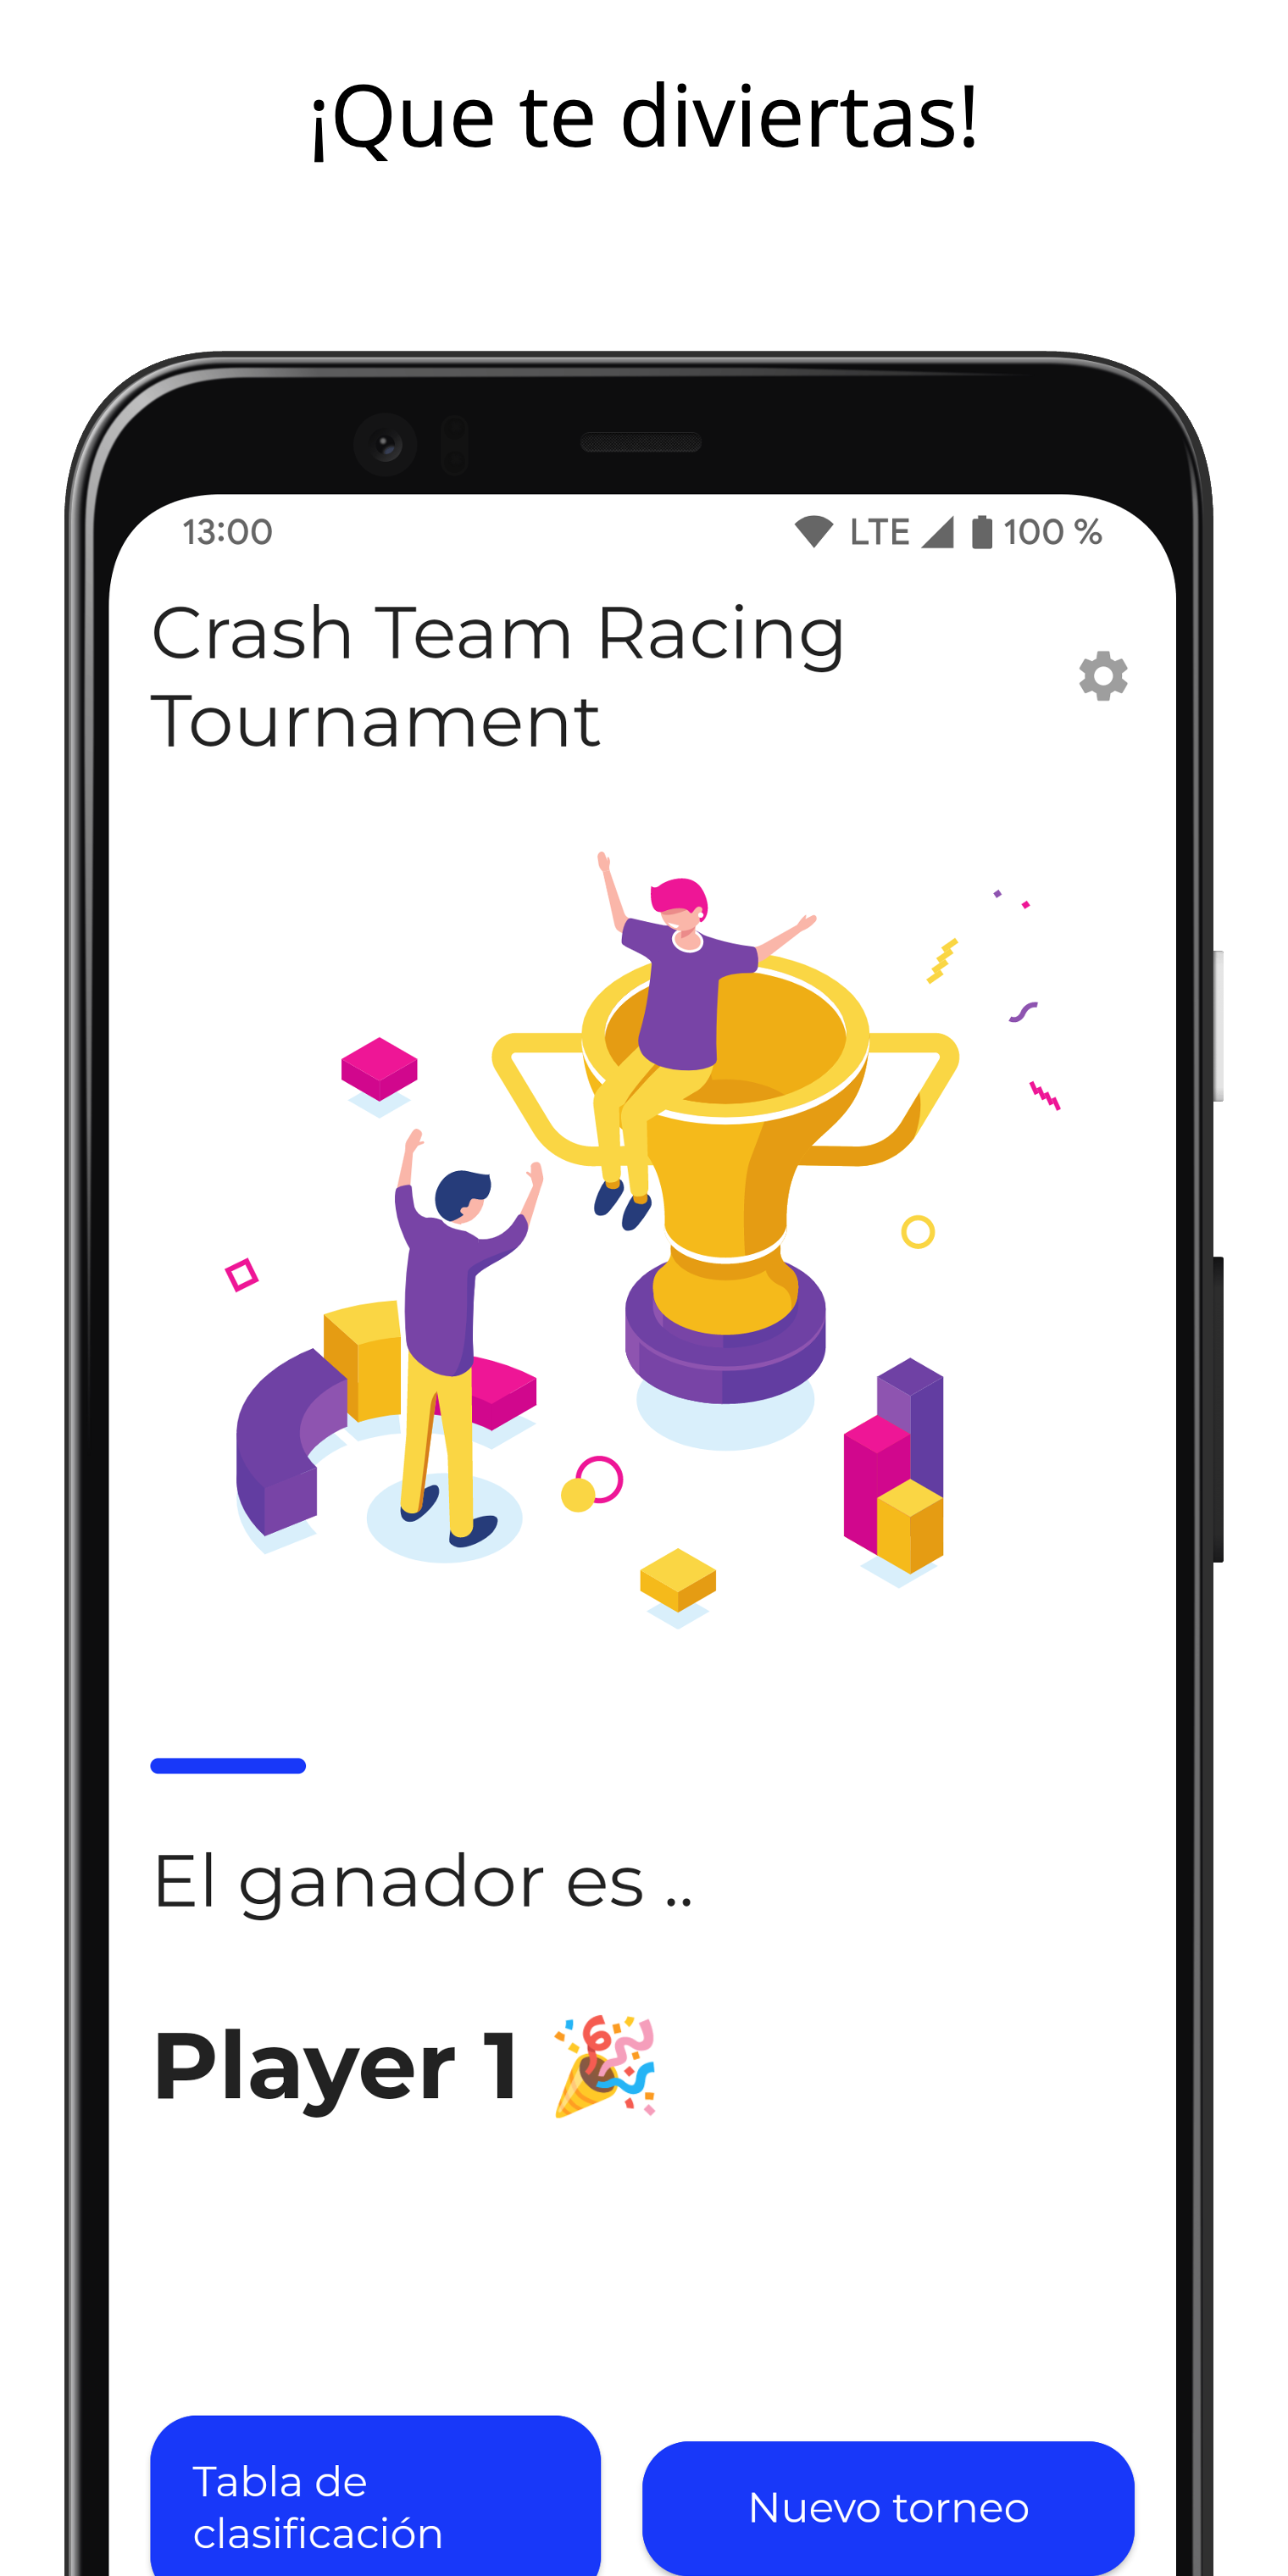 ¡Que te diviertas!
13:00 LTE 100 %
Crash Team Racing
Tournament
El ganador es ..
Player 1 🎉
Tabla de
clasificación
Nuevo torneo